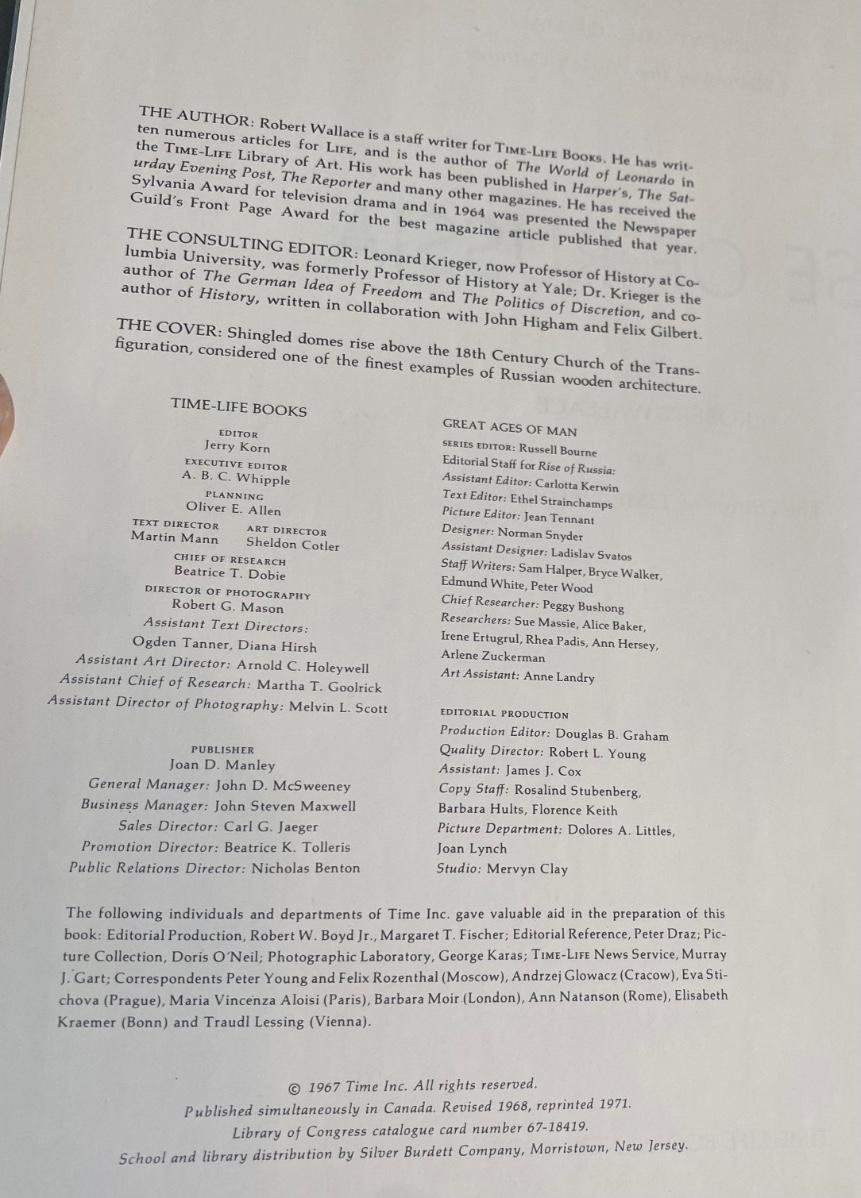 THE AUTHOR: Robert Wallace is a staff writer for TIME-LIFE BOOKS. He has writ-
ten numerous articles for LIFE, and is the author of The World of Leonardo in
the TIME-LIFE Library of Art. His work has been published in Harper's, The Sat-
urday Evening Post, The Reporter and many other magazines. He has received the
Sylvania Award for television drama and in 1964 was presented the Newspaper
Guild's Front Page Award for the best magazine article published that year.
THE CONSULTING EDITOR: Leonard Krieger, now Professor of History at Co-
lumbia University, was formerly Professor of History at Yale; Dr. Krieger is the
author of The German Idea of Freedom and The Politics of Discretion, and co-
author of History, written in collaboration with John Higham and Felix Gilbert.
THE COVER: Shingled domes rise above the 18th Century Church of the Trans-
figuration, considered one of the finest examples of Russian wooden architecture.
TIME-LIFE BOOKS
EDITOR
Jerry Korn
EXECUTIVE EDITOR
A. B. C. Whipple
PLANNING
Oliver E. Allen
TEXT DIRECTOR ART DIRECTOR
Martin Mann Sheldon Cotler
CHIEF OF RESEARCH
Beatrice T. Dobie
DIRECTOR OF PHOTOGRAPHY
Robert G. Mason
Assistant Text Directors:
Ogden Tanner, Diana Hirsh
Assistant Art Director: Arnold C. Holeywell
Assistant Chief of Research: Martha T. Goolrick
Assistant Director of Photography: Melvin L. Scott
PUBLISHER
Joan D. Manley
General Manager: John D. McSweeney
Business Manager: John Steven Maxwell
Sales Director: Carl G. Jaeger
Promotion Director: Beatrice K. Tolleris
Public Relations Director: Nicholas Benton
GREAT AGES OF MAN
SERIES EDITOR: Russell Bourne
Editorial Staff for Rise of Russia:
Assistant Editor: Carlotta Kerwin
Text Editor: Ethel Strainchamps
Picture Editor: Jean Tennant
Designer: Norman Snyder
Assistant Designer: Ladislav Svatos
Staff Writers: Sam Halper, Bryce Walker,
Edmund White, Peter Wood
Chief Researcher: Peggy Bushong
Researchers: Sue Massie, Alice Baker,
Irene Ertugrul, Rhea Padis, Ann Hersey,
Arlene Zuckerman
Art Assistant: Anne Landry
EDITORIAL PRODUCTION
Production Editor: Douglas B. Graham
Quality Director: Robert L. Young
Assistant: James J. Cox
Copy Staff: Rosalind Stubenberg,
Barbara Hults, Florence Keith
Picture Department: Dolores A. Littles,
Joan Lynch
Studio: Mervyn Clay
The following individuals and departments of Time Inc. gave valuable aid in the preparation of this
book: Editorial Production, Robert W. Boyd Jr., Margaret T. Fischer; Editorial Reference, Peter Draz; Pic-
ture Collection, Doris O'Neil; Photographic Laboratory, George Karas; TIME-LIFE News Service, Murray
J. Gart; Correspondents Peter Young and Felix Rozenthal (Moscow), Andrzej Glowacz (Cracow), Eva Sti-
chova (Prague), Maria Vincenza Aloisi (Paris), Barbara Moir (London), Ann Natanson (Rome), Elisabeth
Kraemer (Bonn) and Traudl Lessing (Vienna).
© 1967 Time Inc. All rights reserved.
Published simultaneously in Canada. Revised 1968, reprinted 1971.
Library of Congress catalogue card number 67-18419.
School and library distribution by Silver Burdett Company, Morristown, New Jersey.